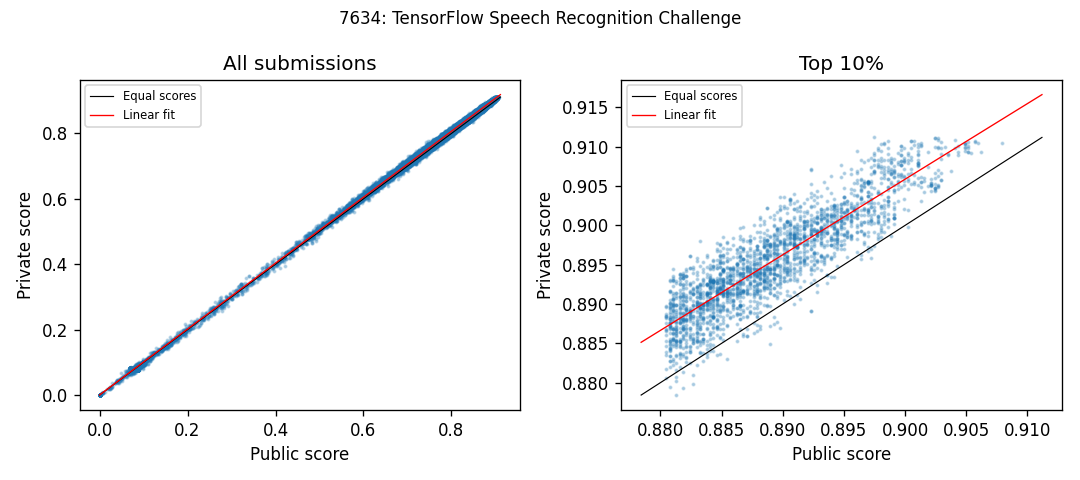 7634: TensorFlow Speech Recognition Challenge
All submissions
Equal scores
Linear fit
Private score
0.8
0.6
0.4
0.2
0.0
0.0 0.2 0.4 0.6 0.8
Public score
Top 10%
Equal scores
Linear fit
Private score
0.915
0.910
0.905
0.900
0.895
0.890
0.885
0.880
0.880 0.885 0.890 0.895 0.900 0.905 0.910
Public score